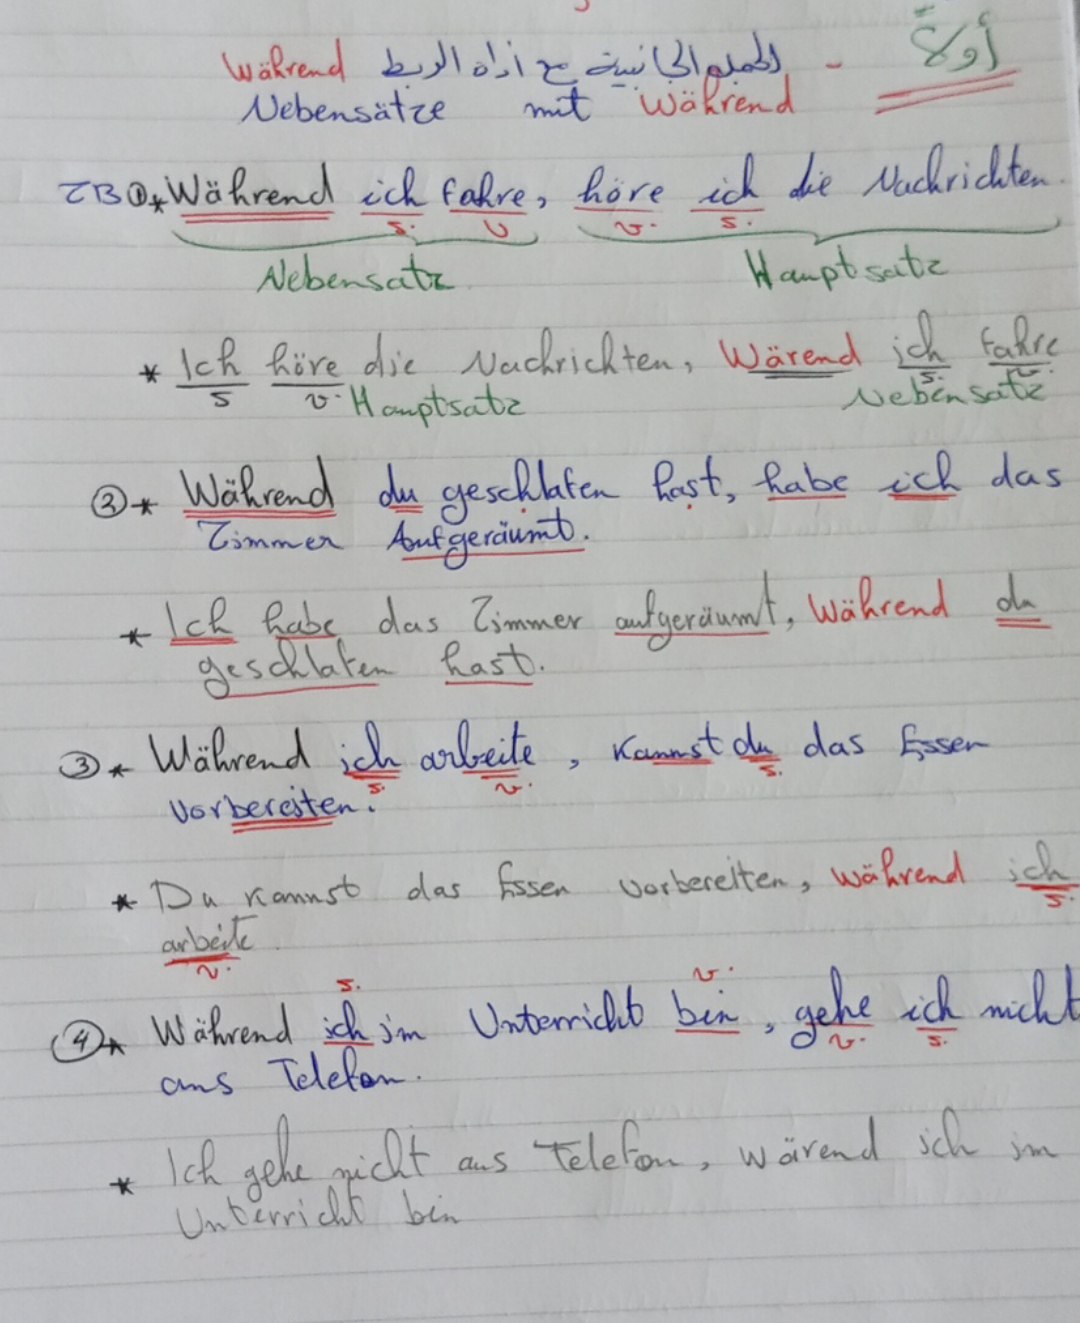 أولاً - الجملة الجانبية مع أداة الربط Während
Nebensätze mit Während
ZB ①* Während ich fahre, höre ich die Nachrichten.
s. v v. s.
Nebensatz Hauptsatz
* Ich höre die Nachrichten, Wärend ich fahre
s v. Hauptsatz s. v. Nebensatz
②* Während du geschlafen hast, habe ich das
Zimmer Aufgeräumt.
* Ich habe das Zimmer aufgeräumt, Während du
geschlafen hast.
③* Während ich arbeite, kannst du das Essen
s. v. s.
vorbereiten.
* Du kannst das Essen vorbereiten, während ich
s.
arbeite.
v.
s. v.
④* Während ich im Unterricht bin, gehe ich nicht
v. s.
ans Telefon.
* Ich gehe nicht ans Telefon, wärend ich im
Unterricht bin